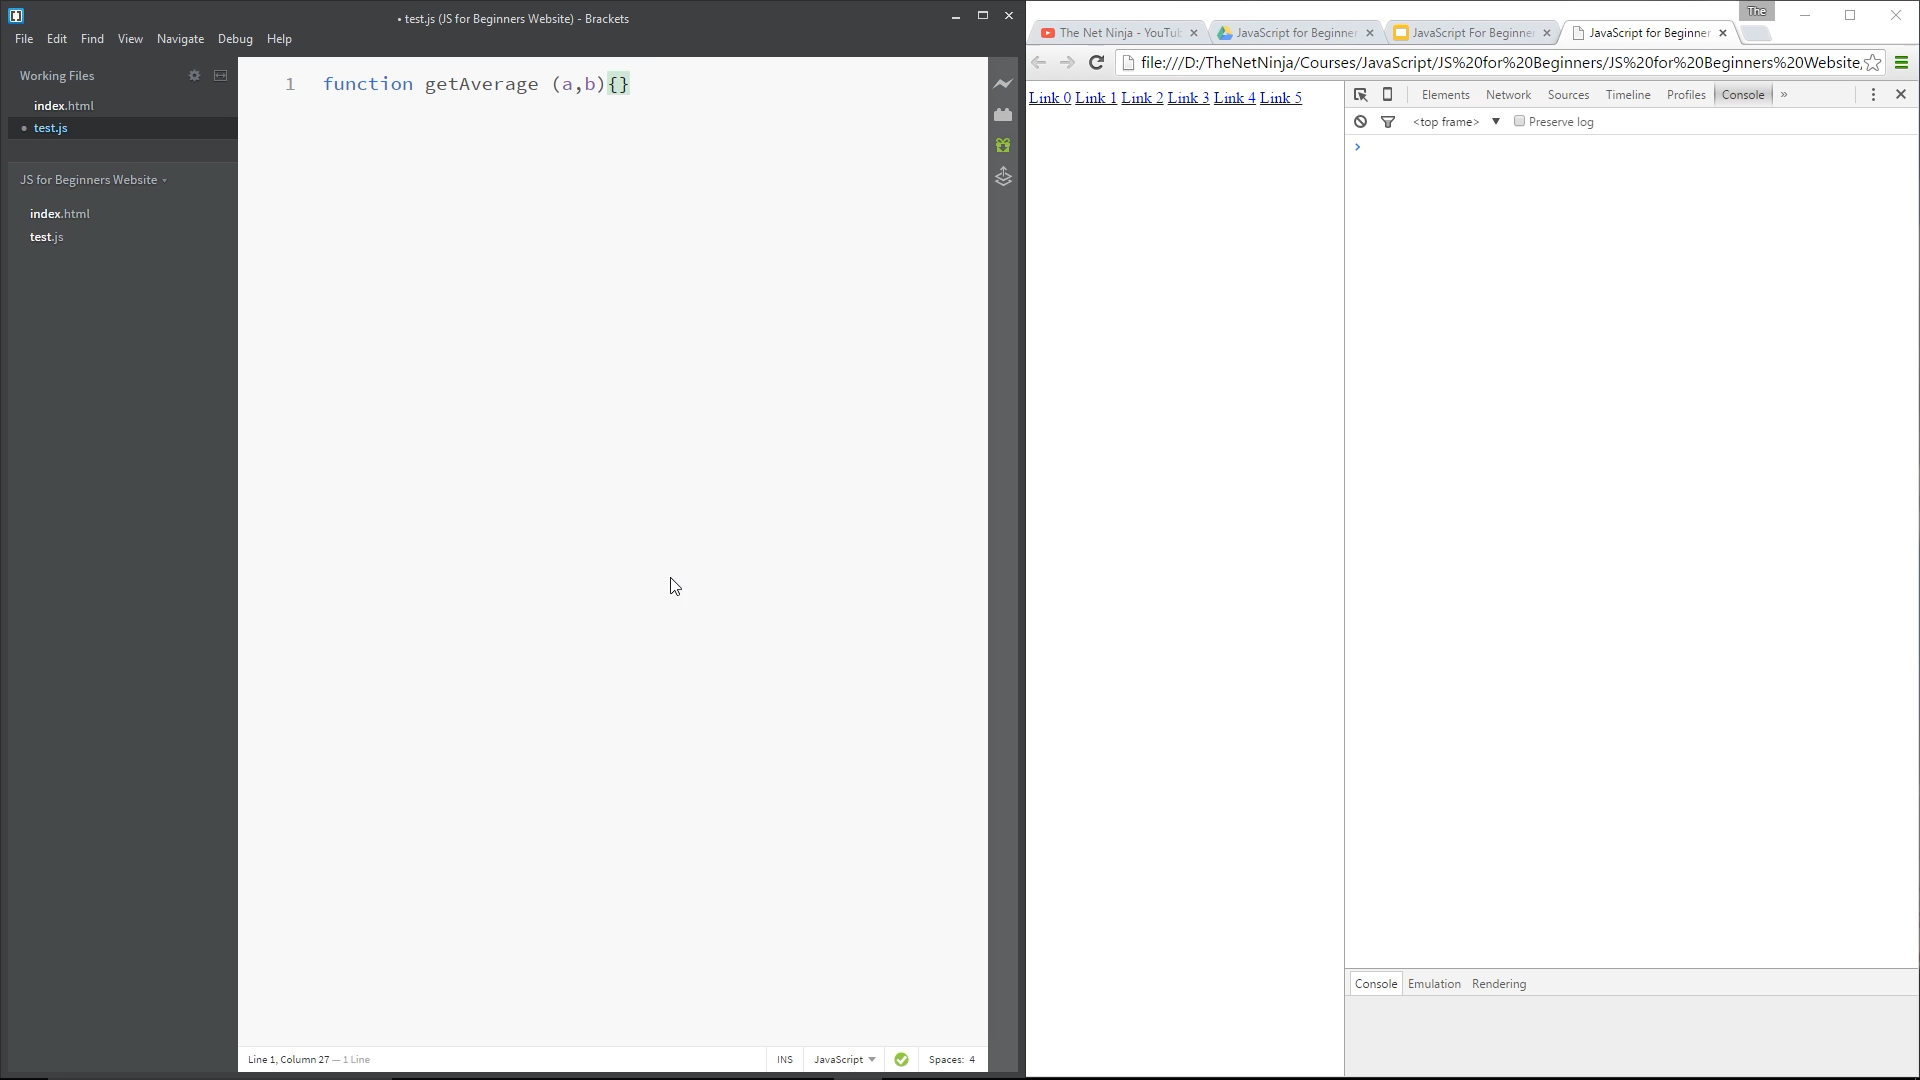 • test.js (JS for Beginners Website) - Brackets
File Edit Find View Navigate Debug Help
Working Files
index.html
• test.js
JS for Beginners Website
index.html
test.js
1 function getAverage (a,b){}
Line 1, Column 27 — 1 Line
INS JavaScript Spaces: 4
The
The Net Ninja - YouTub JavaScript for Beginner JavaScript For Beginner JavaScript for Beginner
file:///D:/TheNetNinja/Courses/JavaScript/JS%20for%20Beginners/JS%20for%20Beginners%20Website,
Link 0 Link 1 Link 2 Link 3 Link 4 Link 5
Elements Network Sources Timeline Profiles Console »
<top frame> ▼ Preserve log
>
Console Emulation Rendering